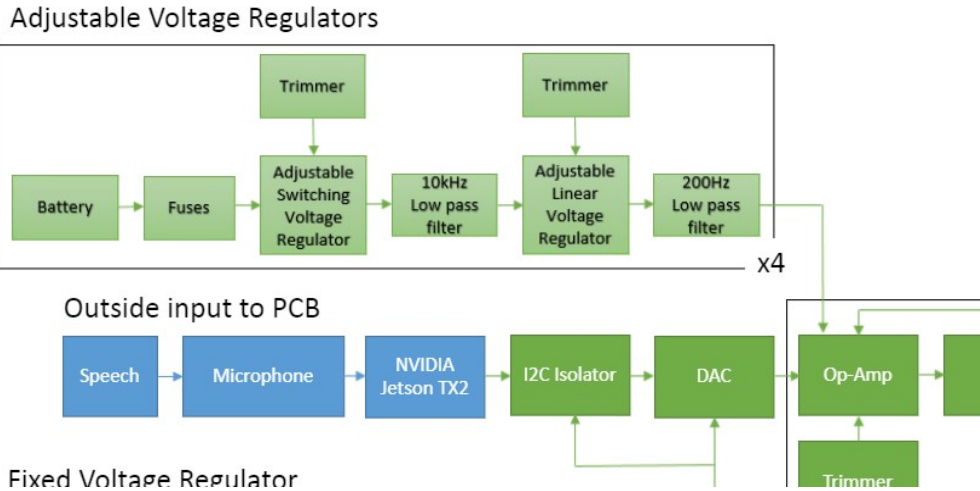 Adjustable Voltage Regulators
Trimmer
Trimmer
Battery
Fuses
Adjustable
Switching
Voltage
Regulator
10kHz
Low pass
filter
Adjustable
Linear
Voltage
Regulator
200Hz
Low pass
filter
x4
Outside input to PCB
Speech
Microphone
NVIDIA
Jetson TX2
I2C Isolator
DAC
Op-Amp
Trimmer
Fixed Voltage Regulator